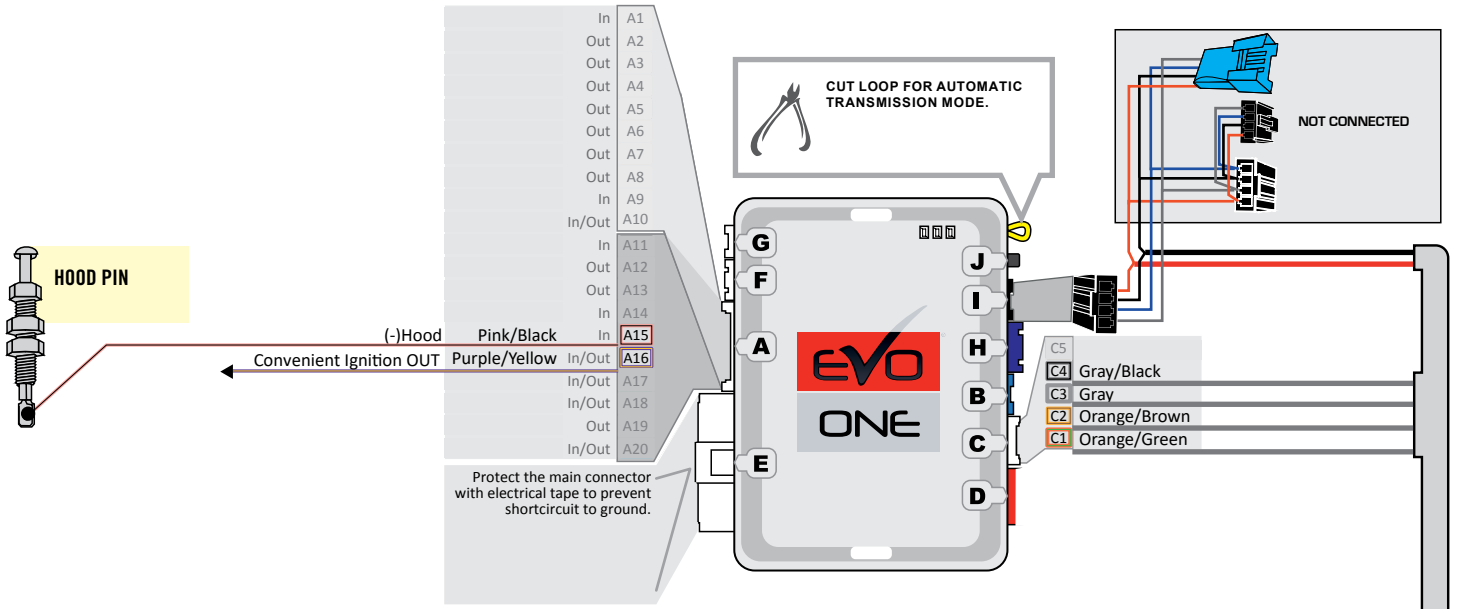 In A1
Out A2
Out A3
Out A4
Out A5
Out A6
Out A7
Out A8
In A9
In/Out A10
In A11
Out A12
Out A13
In A14
(-)Hood Pink/Black In A15
Convenient Ignition OUT Purple/Yellow In/Out A16
In/Out A17
In/Out A18
Out A19
In/Out A20
HOOD PIN
Protect the main connector
with electrical tape to prevent
shortcircuit to ground.
CUT LOOP FOR AUTOMATIC
TRANSMISSION MODE.
NOT CONNECTED
G
F
A
E
J
I
H
B
C
D
EVO
ONE
C5
C4 Gray/Black
C3 Gray
C2 Orange/Brown
C1 Orange/Green